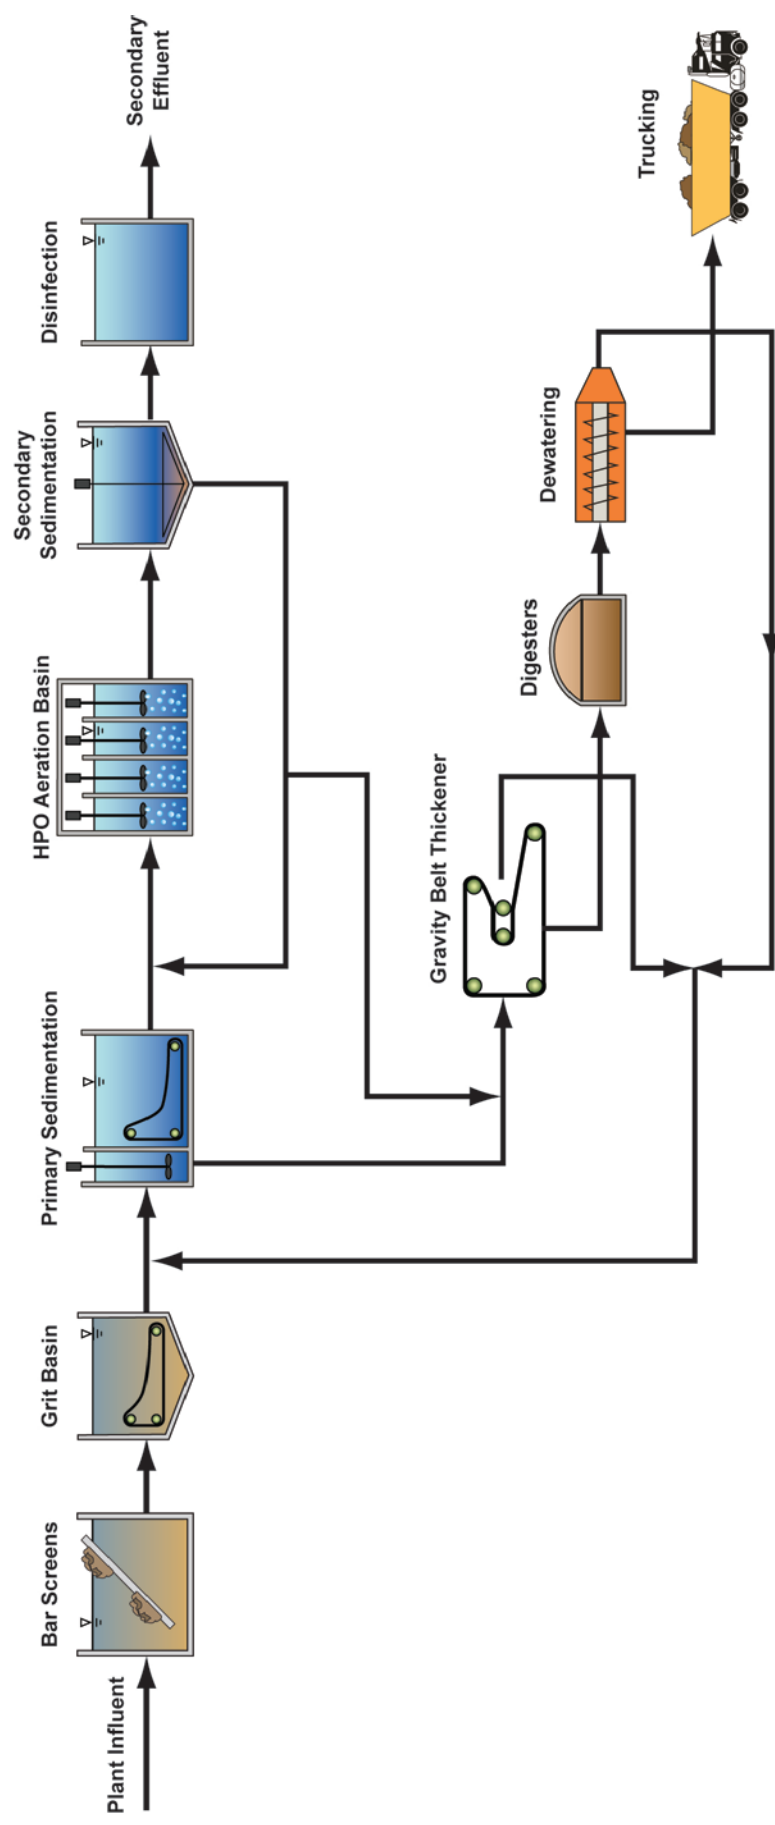 Plant Influent
Bar Screens
Grit Basin
Primary Sedimentation
HPO Aeration Basin
Secondary
Sedimentation
Disinfection
Secondary
Effluent
Gravity Belt Thickener
Digesters
Dewatering
Trucking